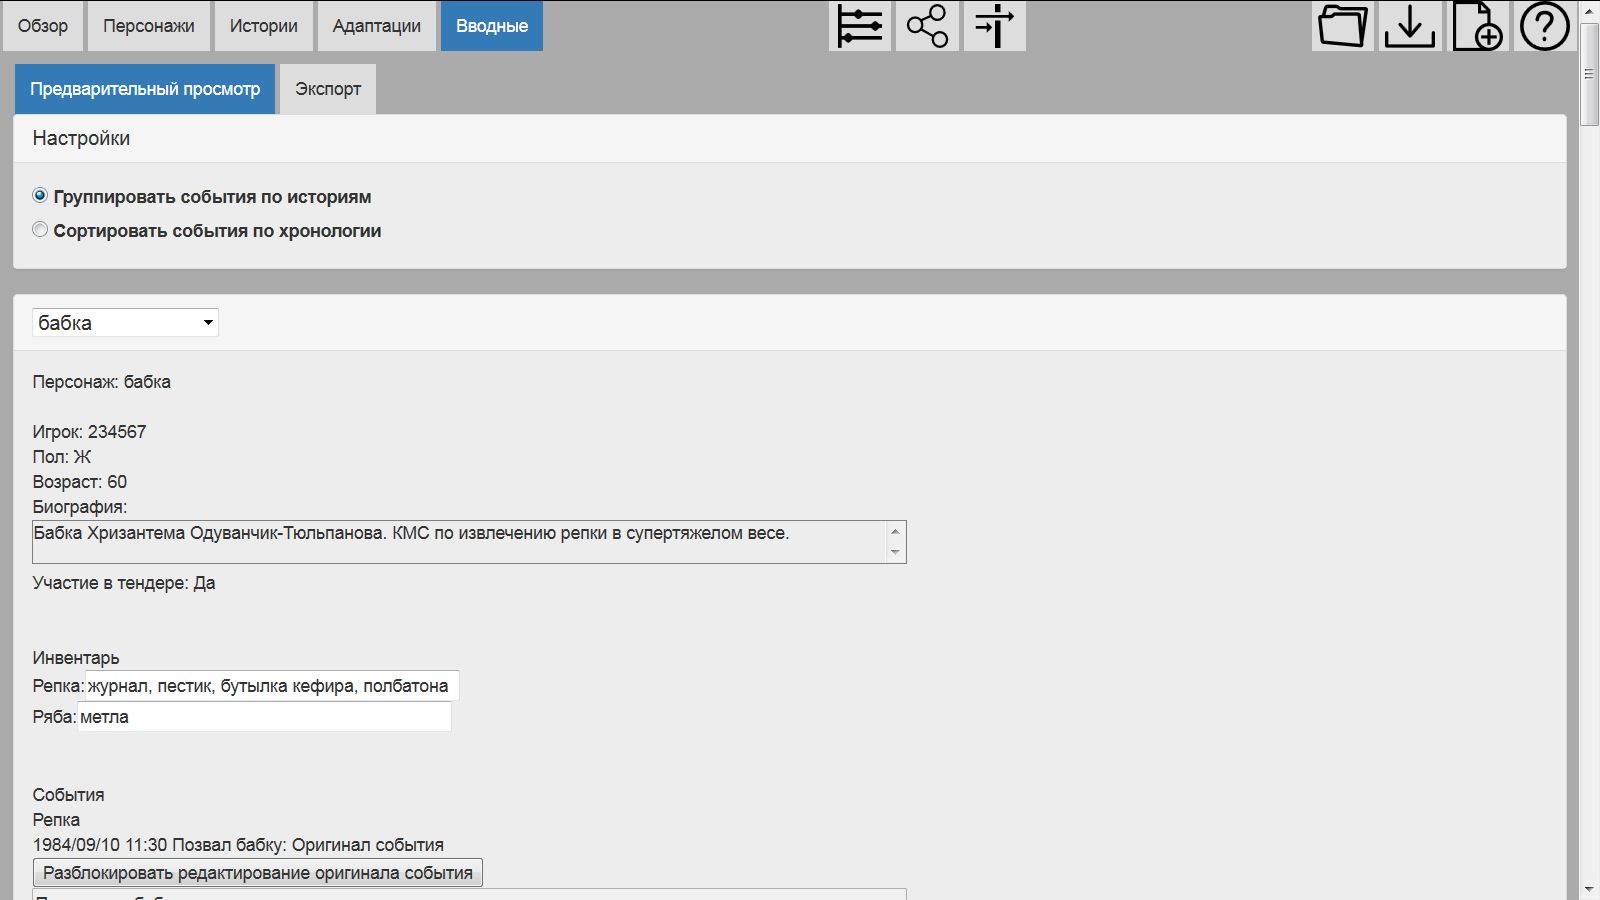 Обзор Персонажи Истории Адаптации Вводные
Предварительный просмотр Экспорт
Настройки
Группировать события по историям
Сортировать события по хронологии
бабка
Персонаж: бабка
Игрок: 234567
Пол: Ж
Возраст: 60
Биография:
Бабка Хризантема Одуванчик-Тюльпанова. КМС по извлечению репки в супертяжелом весе.
Участие в тендере: Да
Инвентарь
Репка: журнал, пестик, бутылка кефира, полбатона
Ряба: метла
События
Репка
1984/09/10 11:30 Позвал бабку: Оригинал события
Разблокировать редактирование оригинала события